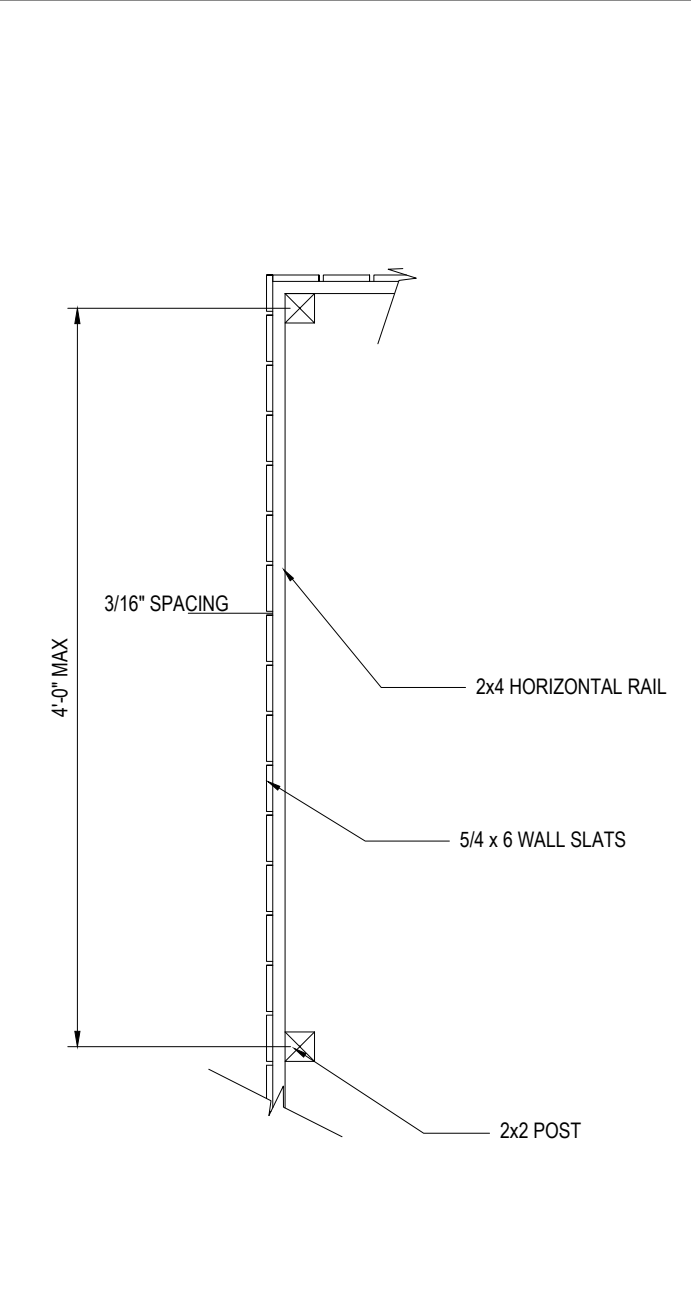 3/16" SPACING
4'-0" MAX
2x4 HORIZONTAL RAIL
5/4 x 6 WALL SLATS
2x2 POST